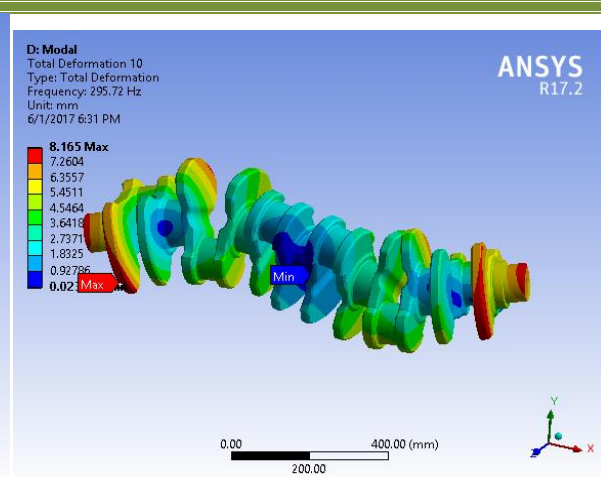 D: Modal
Total Deformation 10
Type: Total Deformation
Frequency: 295.72 Hz
Unit: mm
6/1/2017 6:31 PM
ANSYS
R17.2
8.165 Max
7.2604
6.3557
5.4511
4.5464
3.6418
2.7371
1.8325
0.92786
Max
Min
0.00
400.00 (mm)
200.00
Y
X
Z